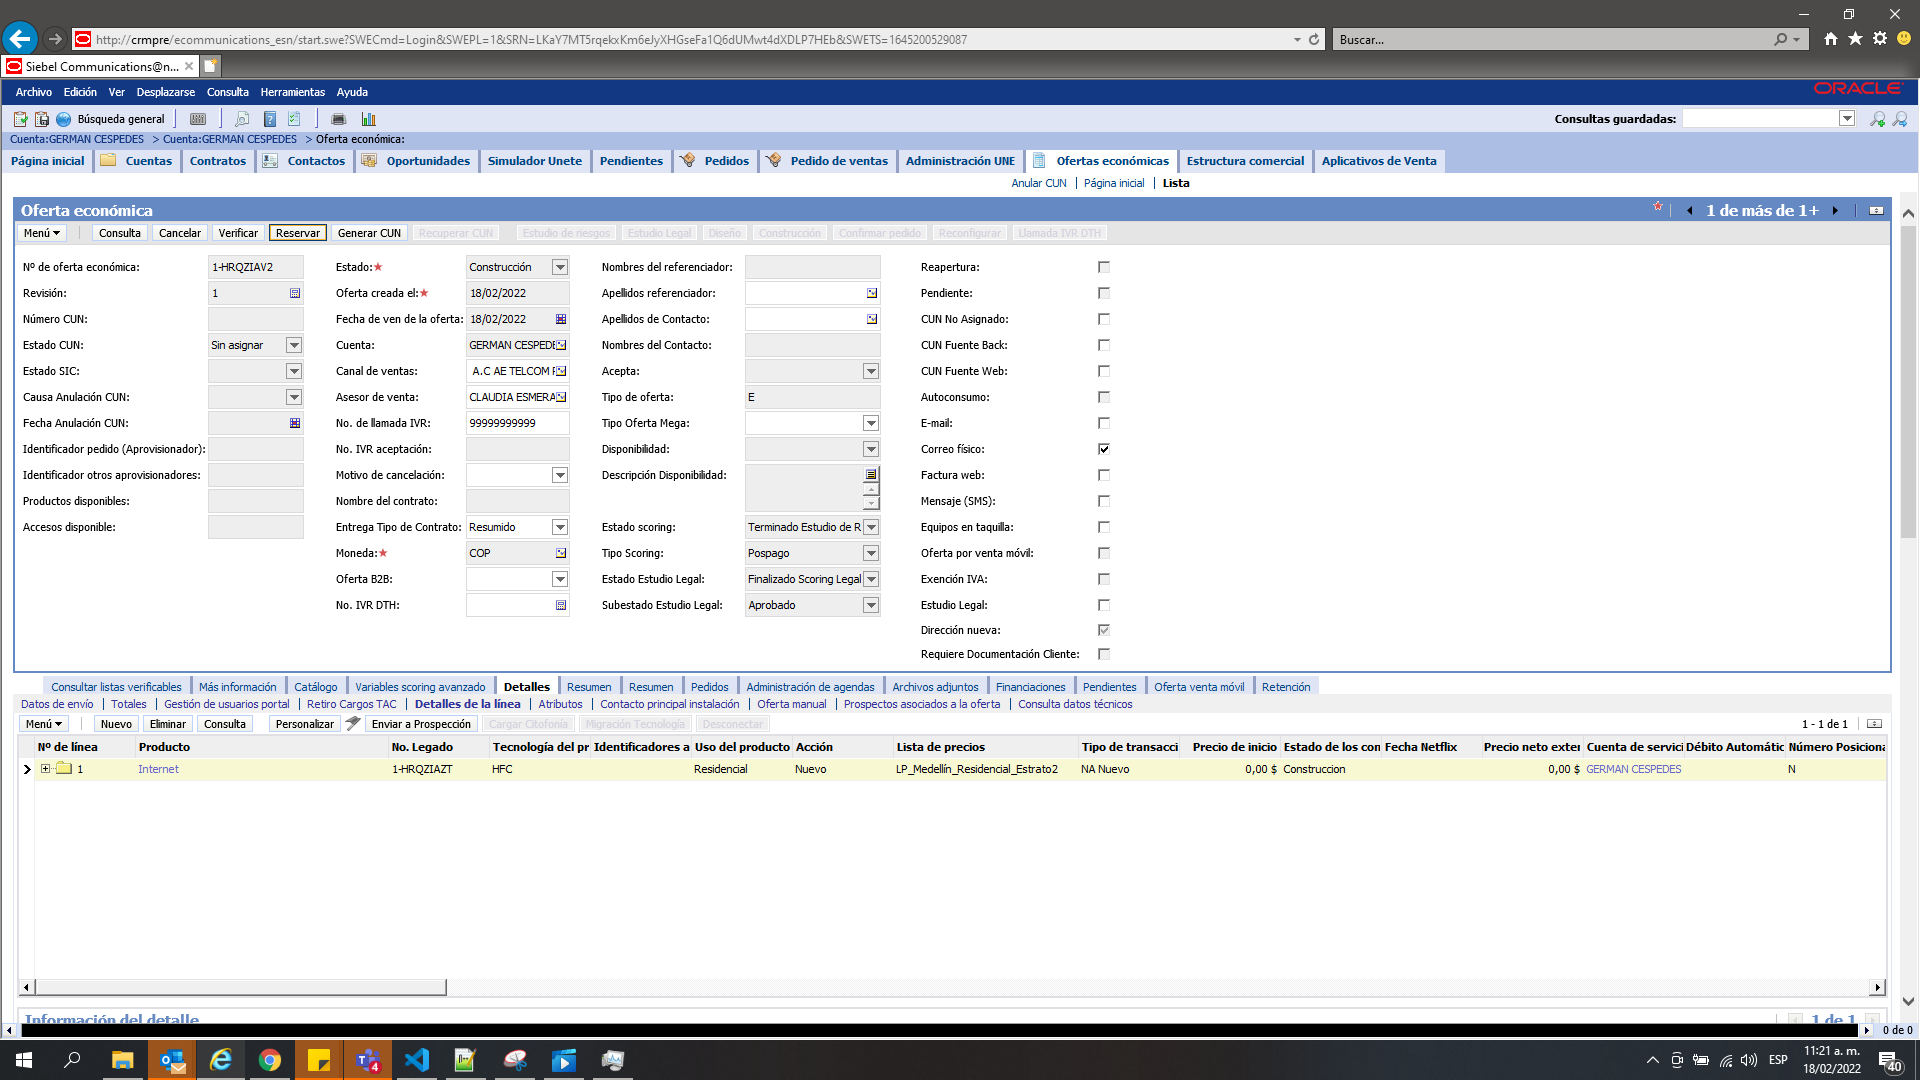 http://crmpre/ecommunications_esn/start.swe?SWECmd=Login&SWEPL=1&SRN=LKaY7MT5rqekxKm6eJyXHGseFa1Q6dUMwt4dXDLP7HEb&SWETS=1645200529087 Buscar...
Siebel Communications@n...
Archivo Edición Ver Desplazarse Consulta Herramientas Ayuda ORACLE
Búsqueda general Consultas guardadas:
Cuenta:GERMAN CESPEDES > Cuenta:GERMAN CESPEDES > Oferta económica:
Página inicial Cuentas Contratos Contactos Oportunidades Simulador Unete Pendientes Pedidos Pedido de ventas Administración UNE Ofertas económicas Estructura comercial Aplicativos de Venta
Anular CUN Página inicial Lista
Oferta económica 1 de más de 1+
Menú Consulta Cancelar Verificar Reservar Generar CUN Recuperar CUN Estudio de riesgos Estudio Legal Diseño Construcción Confirmar pedido Reconfigurar Llamada IVR DTH
Nº de oferta económica: 1-HRQZIAV2 Estado:★ Construcción Nombres del referenciador: Reapertura:
Revisión: 1 Oferta creada el:★ 18/02/2022 Apellidos referenciador: Pendiente:
Número CUN: Fecha de ven de la oferta: 18/02/2022 Apellidos de Contacto: CUN No Asignado:
Estado CUN: Sin asignar Cuenta: GERMAN CESPEDE Nombres del Contacto: CUN Fuente Back:
Estado SIC: Canal de ventas: A.C AE TELCOM F Acepta: CUN Fuente Web:
Causa Anulación CUN: Asesor de venta: CLAUDIA ESMERA Tipo de oferta: E Autoconsumo:
Fecha Anulación CUN: No. de llamada IVR: 99999999999 Tipo Oferta Mega: E-mail:
Identificador pedido (Aprovisionador): No. IVR aceptación: Disponibilidad: Correo físico:
Identificador otros aprovisionadores: Motivo de cancelación: Descripción Disponibilidad: Factura web:
Productos disponibles: Nombre del contrato: Mensaje (SMS):
Accesos disponible: Entrega Tipo de Contrato: Resumido Estado scoring: Terminado Estudio de R Equipos en taquilla:
Moneda:★ COP Tipo Scoring: Pospago Oferta por venta móvil:
Oferta B2B: Estado Estudio Legal: Finalizado Scoring Legal Exención IVA:
No. IVR DTH: Subestado Estudio Legal: Aprobado Estudio Legal:
Dirección nueva:
Requiere Documentación Cliente:
Consultar listas verificables Más información Catálogo Variables scoring avanzado Detalles Resumen Resumen Pedidos Administración de agendas Archivos adjuntos Financiaciones Pendientes Oferta venta móvil Retención
Datos de envío Totales Gestión de usuarios portal Retiro Cargos TAC Detalles de la línea Atributos Contacto principal instalación Oferta manual Prospectos asociados a la oferta Consulta datos técnicos
Menú Nuevo Eliminar Consulta Personalizar Enviar a Prospección Cargar Citofonía Migración Tecnología Desconectar 1 - 1 de 1
Nº de línea Producto No. Legado Tecnología del pr Identificadores a Uso del producto Acción Lista de precios Tipo de transacci Precio de inicio Estado de los con Fecha Netflix Precio neto exter Cuenta de servici Débito Automátic Número Posiciona
1 Internet 1-HRQZIAZT HFC Residencial Nuevo LP_Medellín_Residencial_Estrato2 NA Nuevo 0,00 $ Construccion 0,00 $ GERMAN CESPEDES N
Información del detalle 1 de 1
0 de 0
4 ESP 11:21 a. m. 40
18/02/2022